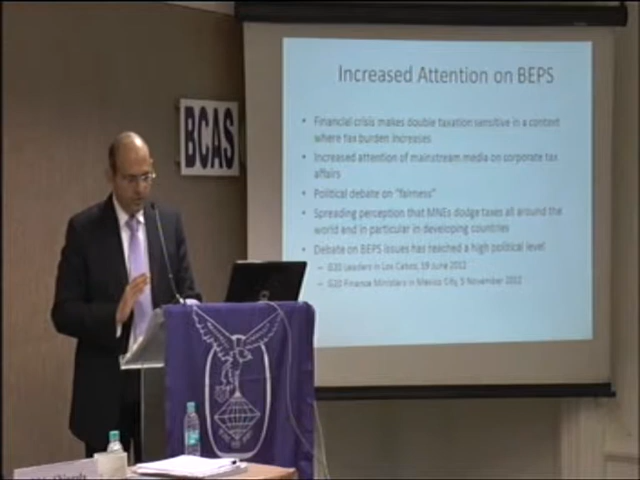 Increased Attention on BEPS
BCAS
• Financial crisis makes double taxation sensitive in a context
where tax burden increases
• Increased attention of mainstream media on corporate tax
affairs
• Political debate on "fairness"
• Spreading perception that MNEs dodge taxes all around the
world and in particular in developing countries
• Debate on BEPS issues has reached a high political level
– G20 Leaders in Los Cabos, 19 June 2012
– G20 Finance Ministers in Mexico City, 5 November 2012